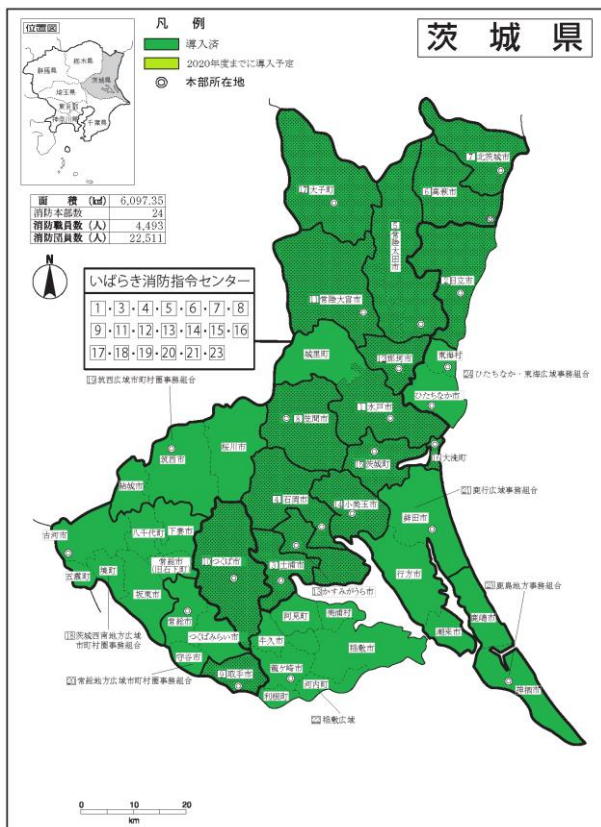 茨城県
位置図
群馬県
栃木県
茨城県
埼玉県
東京都
神奈川県
千葉県
凡 例
導入済
2020年度までに導入予定
本部所在地
面 積 (㎢) 6,097.35
消防本部数 24
消防職員数 (人) 4,493
消防団員数 (人) 22,511
N
いばらき消防指令センター
1・3・4・5・6・7・8
9・11・12・13・14・15・16
17・18・19・20・21・23
7 北茨城市
17 大子町
6 高萩市
5 常陸太田市
2 日立市
11 常陸大宮市
城里町
12 那珂市
東海村
ひたちなか・東海広域事務組合
ひたちなか市
19 筑西広域市町村圏事務組合
8 笠間市
1 水戸市
桜川市
筑西市
茨城町
大洗町
結城市
4 石岡市
小美玉市
21 鹿行広域事務組合
鉾田市
八千代町
下妻市
古河市
五霞町
境町
常総市
(旧石下町)
10 つくば市
3 土浦市
13 かすみがうら市
行方市
鹿島地方事務組合
坂東市
鹿嶋市
阿見町
美浦村
18 茨城西南地方広域
市町村圏事務組合
常総市
つくばみらい市
牛久市
稲敷市
潮来市
守谷市
龍ケ崎市
神栖市
常総地方広域市町村圏事務組合
9 取手市
河内町
利根町
稲敷広域
0 10 20
km